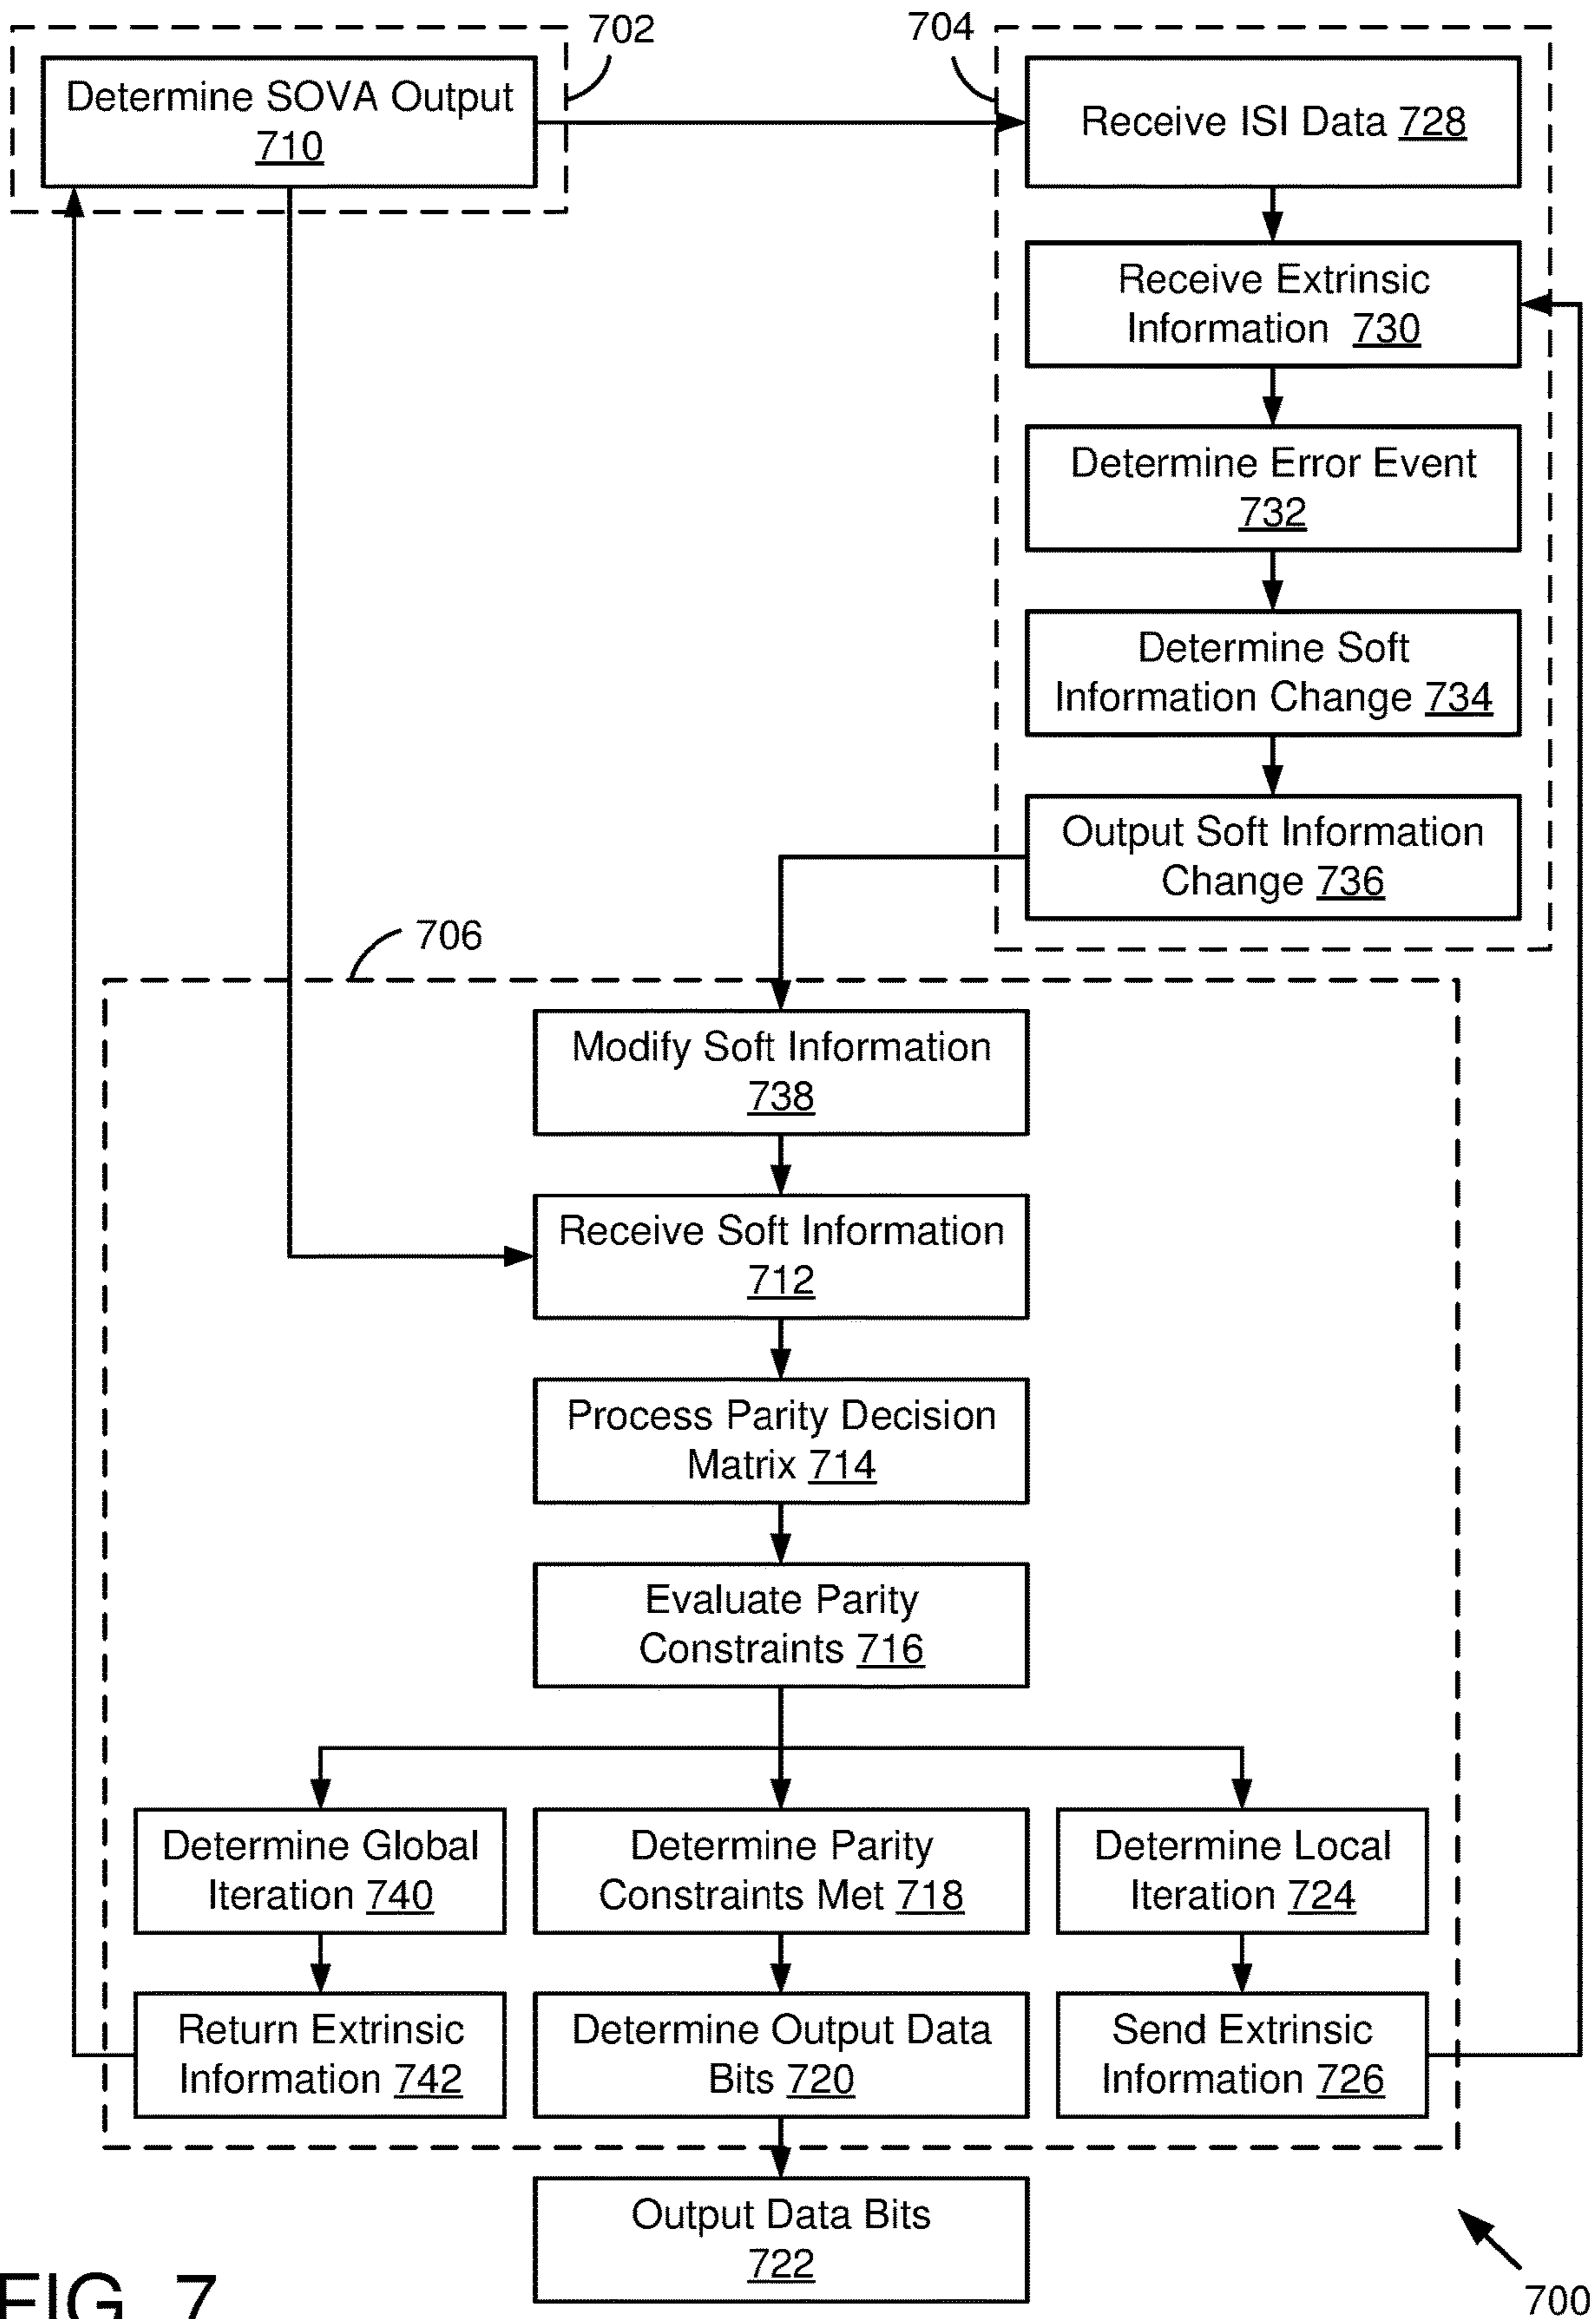 702
704
Determine SOVA Output
710
Receive ISI Data 728
Receive Extrinsic
Information 730
Determine Error Event
732
Determine Soft
Information Change 734
Output Soft Information
Change 736
706
Modify Soft Information
738
Receive Soft Information
712
Process Parity Decision
Matrix 714
Evaluate Parity
Constraints 716
Determine Global
Iteration 740
Determine Parity
Constraints Met 718
Determine Local
Iteration 724
Return Extrinsic
Information 742
Determine Output Data
Bits 720
Send Extrinsic
Information 726
Output Data Bits
722
FIG. 7
700